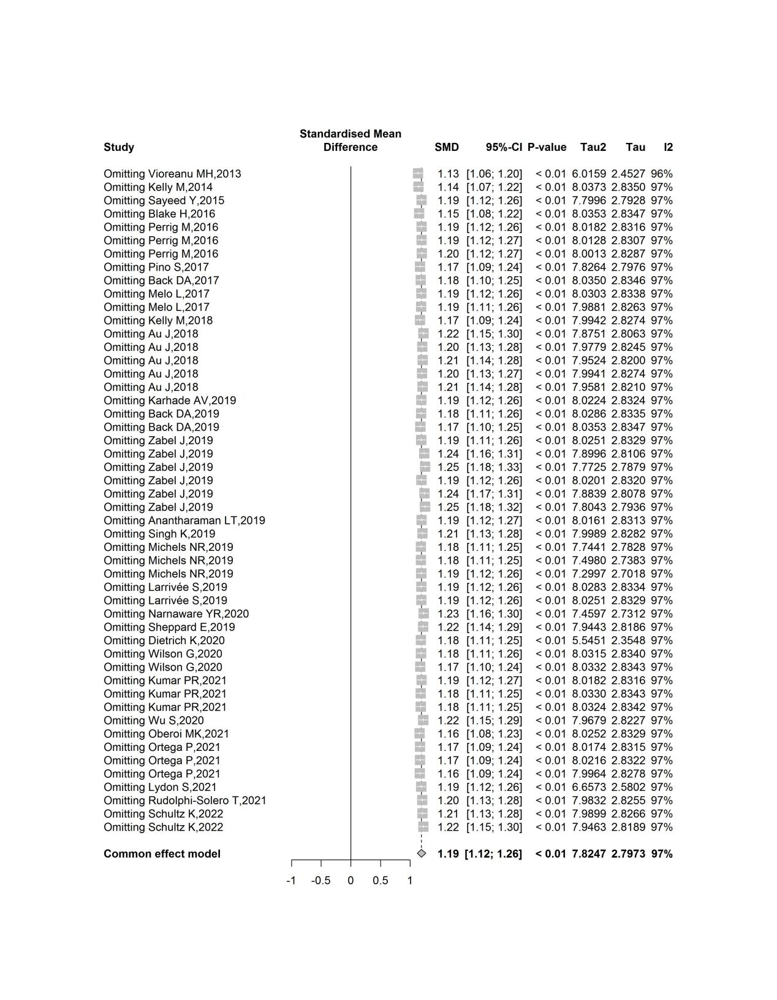 Standardised Mean
Study Difference SMD 95%-CI P-value Tau2 Tau I2
Omitting Vioreanu MH,2013 1.13 [1.06; 1.20] < 0.01 6.0159 2.4527 96%
Omitting Kelly M,2014 1.14 [1.07; 1.22] < 0.01 8.0373 2.8350 97%
Omitting Sayeed Y,2015 1.19 [1.12; 1.26] < 0.01 7.7996 2.7928 97%
Omitting Blake H,2016 1.15 [1.08; 1.22] < 0.01 8.0353 2.8347 97%
Omitting Perrig M,2016 1.19 [1.12; 1.26] < 0.01 8.0182 2.8316 97%
Omitting Perrig M,2016 1.19 [1.12; 1.27] < 0.01 8.0128 2.8307 97%
Omitting Perrig M,2016 1.20 [1.12; 1.27] < 0.01 8.0013 2.8287 97%
Omitting Pino S,2017 1.17 [1.09; 1.24] < 0.01 7.8264 2.7976 97%
Omitting Back DA,2017 1.18 [1.10; 1.25] < 0.01 8.0350 2.8346 97%
Omitting Melo L,2017 1.19 [1.12; 1.26] < 0.01 8.0303 2.8338 97%
Omitting Melo L,2017 1.19 [1.11; 1.26] < 0.01 7.9881 2.8263 97%
Omitting Kelly M,2018 1.17 [1.09; 1.24] < 0.01 7.9942 2.8274 97%
Omitting Au J,2018 1.22 [1.15; 1.30] < 0.01 7.8751 2.8063 97%
Omitting Au J,2018 1.20 [1.13; 1.28] < 0.01 7.9779 2.8245 97%
Omitting Au J,2018 1.21 [1.14; 1.28] < 0.01 7.9524 2.8200 97%
Omitting Au J,2018 1.20 [1.13; 1.27] < 0.01 7.9941 2.8274 97%
Omitting Au J,2018 1.21 [1.14; 1.28] < 0.01 7.9581 2.8210 97%
Omitting Karhade AV,2019 1.19 [1.12; 1.26] < 0.01 8.0224 2.8324 97%
Omitting Back DA,2019 1.18 [1.11; 1.26] < 0.01 8.0286 2.8335 97%
Omitting Back DA,2019 1.17 [1.10; 1.25] < 0.01 8.0353 2.8347 97%
Omitting Zabel J,2019 1.19 [1.11; 1.26] < 0.01 8.0251 2.8329 97%
Omitting Zabel J,2019 1.24 [1.16; 1.31] < 0.01 7.8996 2.8106 97%
Omitting Zabel J,2019 1.25 [1.18; 1.33] < 0.01 7.7725 2.7879 97%
Omitting Zabel J,2019 1.19 [1.12; 1.26] < 0.01 8.0201 2.8320 97%
Omitting Zabel J,2019 1.24 [1.17; 1.31] < 0.01 7.8839 2.8078 97%
Omitting Zabel J,2019 1.25 [1.18; 1.32] < 0.01 7.8043 2.7936 97%
Omitting Anantharaman LT,2019 1.19 [1.12; 1.27] < 0.01 8.0161 2.8313 97%
Omitting Singh K,2019 1.21 [1.13; 1.28] < 0.01 7.9989 2.8282 97%
Omitting Michels NR,2019 1.18 [1.11; 1.25] < 0.01 7.7441 2.7828 97%
Omitting Michels NR,2019 1.18 [1.11; 1.25] < 0.01 7.4980 2.7383 97%
Omitting Michels NR,2019 1.19 [1.12; 1.26] < 0.01 7.2997 2.7018 97%
Omitting Larrivée S,2019 1.19 [1.12; 1.26] < 0.01 8.0283 2.8334 97%
Omitting Larrivée S,2019 1.19 [1.12; 1.26] < 0.01 8.0251 2.8329 97%
Omitting Narnaware YR,2020 1.23 [1.16; 1.30] < 0.01 7.4597 2.7312 97%
Omitting Sheppard E,2019 1.22 [1.14; 1.29] < 0.01 7.9443 2.8186 97%
Omitting Dietrich K,2020 1.18 [1.11; 1.25] < 0.01 5.5451 2.3548 97%
Omitting Wilson G,2020 1.18 [1.11; 1.26] < 0.01 8.0315 2.8340 97%
Omitting Wilson G,2020 1.17 [1.10; 1.24] < 0.01 8.0332 2.8343 97%
Omitting Kumar PR,2021 1.19 [1.12; 1.27] < 0.01 8.0182 2.8316 97%
Omitting Kumar PR,2021 1.18 [1.11; 1.25] < 0.01 8.0330 2.8343 97%
Omitting Kumar PR,2021 1.18 [1.11; 1.25] < 0.01 8.0324 2.8342 97%
Omitting Wu S,2020 1.22 [1.15; 1.29] < 0.01 7.9679 2.8227 97%
Omitting Oberoi MK,2021 1.16 [1.08; 1.23] < 0.01 8.0252 2.8329 97%
Omitting Ortega P,2021 1.17 [1.09; 1.24] < 0.01 8.0174 2.8315 97%
Omitting Ortega P,2021 1.17 [1.09; 1.24] < 0.01 8.0216 2.8322 97%
Omitting Ortega P,2021 1.16 [1.09; 1.24] < 0.01 7.9964 2.8278 97%
Omitting Lydon S,2021 1.19 [1.12; 1.26] < 0.01 6.6573 2.5802 97%
Omitting Rudolphi-Solero T,2021 1.20 [1.13; 1.28] < 0.01 7.9832 2.8255 97%
Omitting Schultz K,2022 1.21 [1.13; 1.28] < 0.01 7.9899 2.8266 97%
Omitting Schultz K,2022 1.22 [1.15; 1.30] < 0.01 7.9463 2.8189 97%
Common effect model 1.19 [1.12; 1.26] < 0.01 7.8247 2.7973 97%
-1 -0.5 0 0.5 1